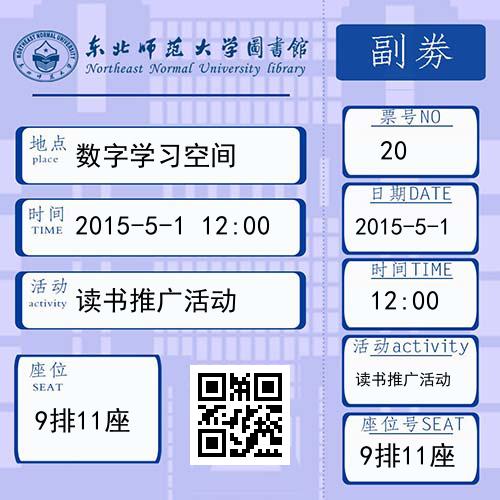 東北师范大学圖書館
Northeast Normal University library
地点
place
数字学习空间
时间
TIME
2015-5-1 12:00
活动
activity
读书推广活动
座位
SEAT
9排11座
副券
票号NO
20
日期DATE
2015-5-1
时间TIME
12:00
活动activity
读书推广活动
座位号SEAT
9排11座